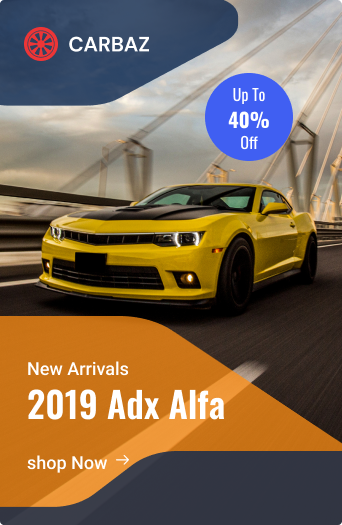 CARBAZ
Up To
40%
Off
New Arrivals
2019 Adx Alfa
shop Now →